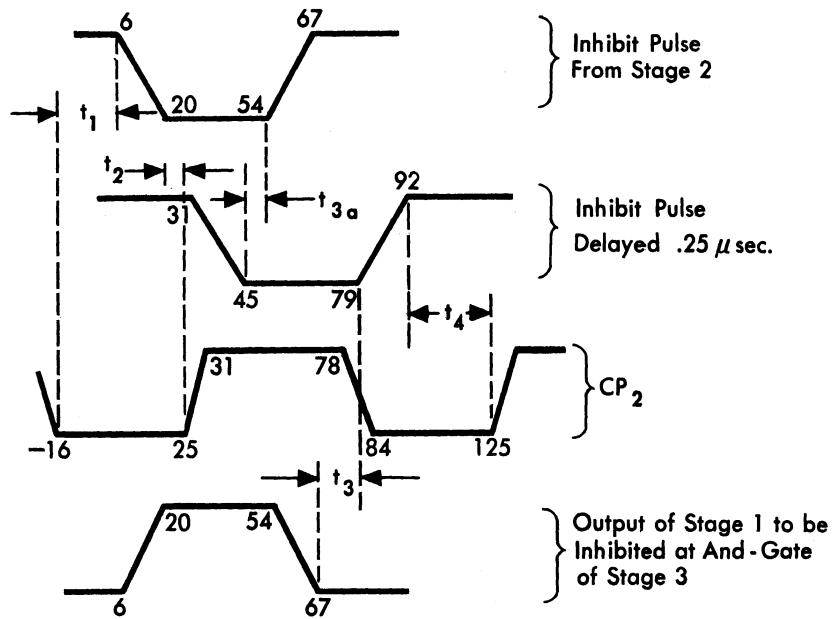 6
67
20
54
Inhibit Pulse
From Stage 2
t1
t2
31
t3a
92
45
79
Inhibit Pulse
Delayed .25 μ sec.
t4
31
78
CP2
-16
25
84
125
t3
20
54
6
67
Output of Stage 1 to be
Inhibited at And-Gate
of Stage 3